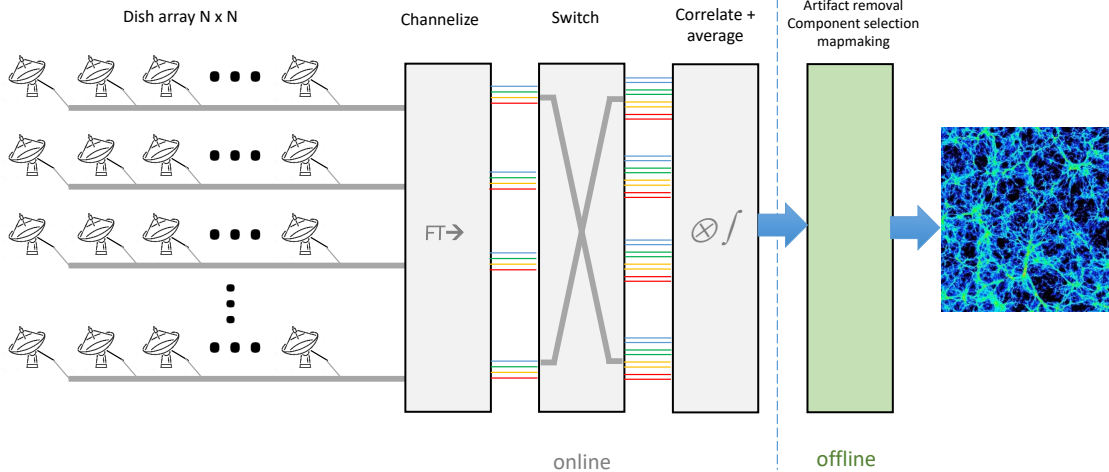 Dish array N x N
Channelize
Switch
Correlate +
average
Artifact removal
Component selection
mapmaking
FT→
⊗∫
online
offline